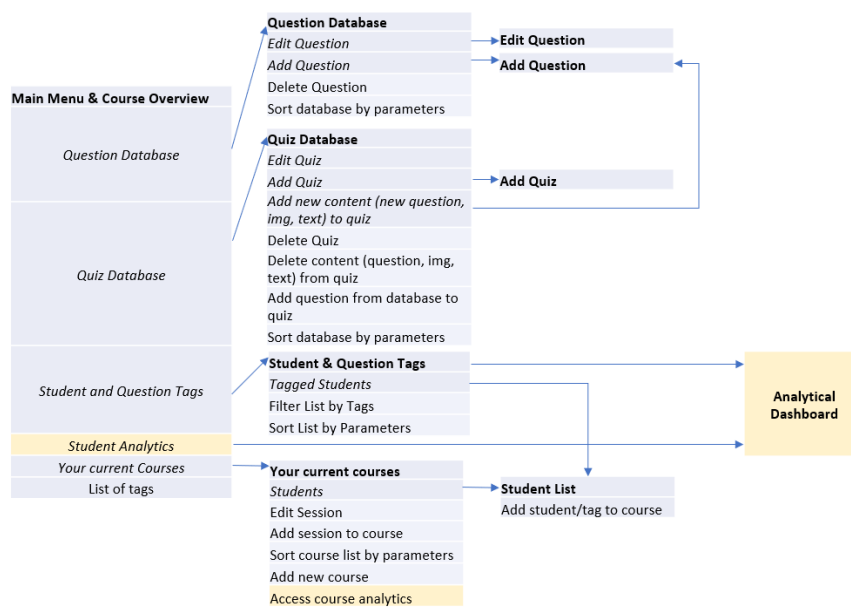 Main Menu & Course Overview
Question Database
Quiz Database
Student and Question Tags
Student Analytics
Your current Courses
List of tags
Question Database
Edit Question
Add Question
Delete Question
Sort database by parameters
Quiz Database
Edit Quiz
Add Quiz
Add new content (new question,
img, text) to quiz
Delete Quiz
Delete content (question, img,
text) from quiz
Add question from database to
quiz
Sort database by parameters
Student & Question Tags
Tagged Students
Filter List by Tags
Sort List by Parameters
Your current courses
Students
Edit Session
Add session to course
Sort course list by parameters
Add new course
Access course analytics
Edit Question
Add Question
Add Quiz
Student List
Add student/tag to course
Analytical
Dashboard